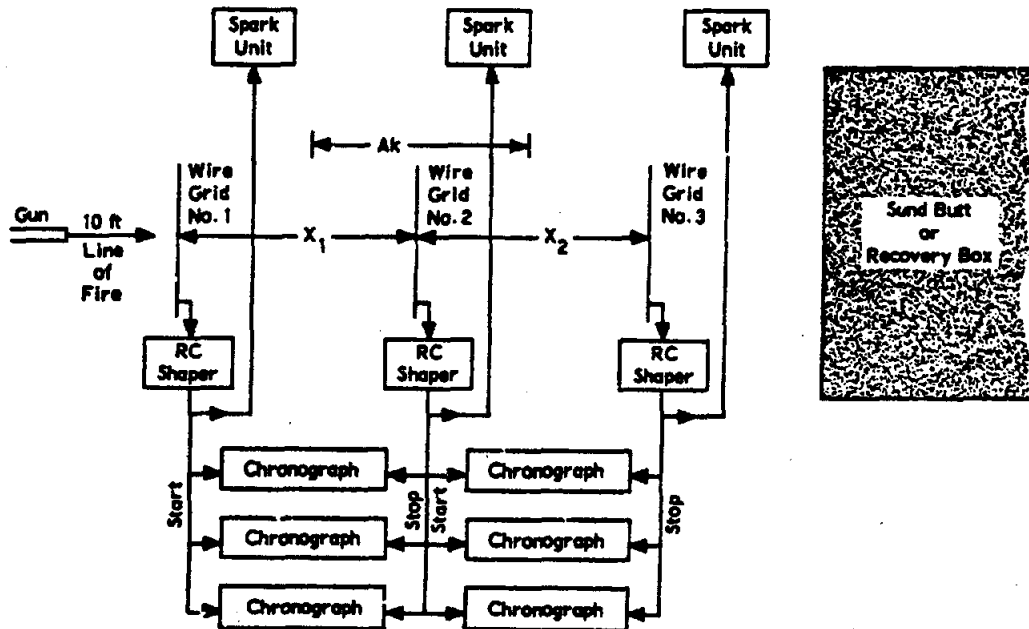 Spark
Unit
Spark
Unit
Spark
Unit
Ak
Wire
Grid
No. 1
Wire
Grid
No. 2
Wire
Grid
No. 3
Gun
10 ft
Line
of
Fire
X1
X2
Sund Butt
or
Recovery Box
RC
Shaper
RC
Shaper
RC
Shaper
Chronograph
Chronograph
Start
Stop
Start
Stop
Chronograph
Chronograph
Chronograph
Chronograph